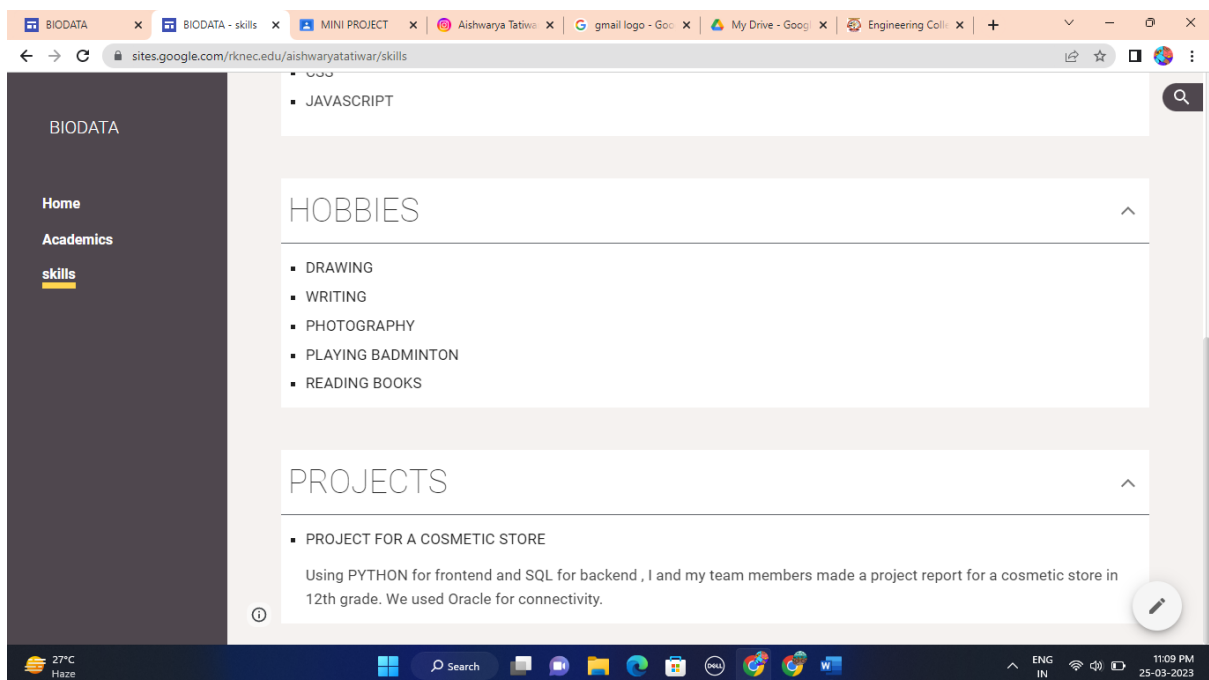 BIODATA
BIODATA - skills
MINI PROJECT
Aishwarya Tatiwa
gmail logo - Goo
My Drive - Googl
Engineering Colle
sites.google.com/rknec.edu/aishwaryatatiwar/skills
BIODATA
Home
Academics
skills
CSS
JAVASCRIPT
HOBBIES
DRAWING
WRITING
PHOTOGRAPHY
PLAYING BADMINTON
READING BOOKS
PROJECTS
PROJECT FOR A COSMETIC STORE
Using PYTHON for frontend and SQL for backend , I and my team members made a project report for a cosmetic store in
12th grade. We used Oracle for connectivity.
27°C
Haze
Search
DELL
ENG
IN
11:09 PM
25-03-2023